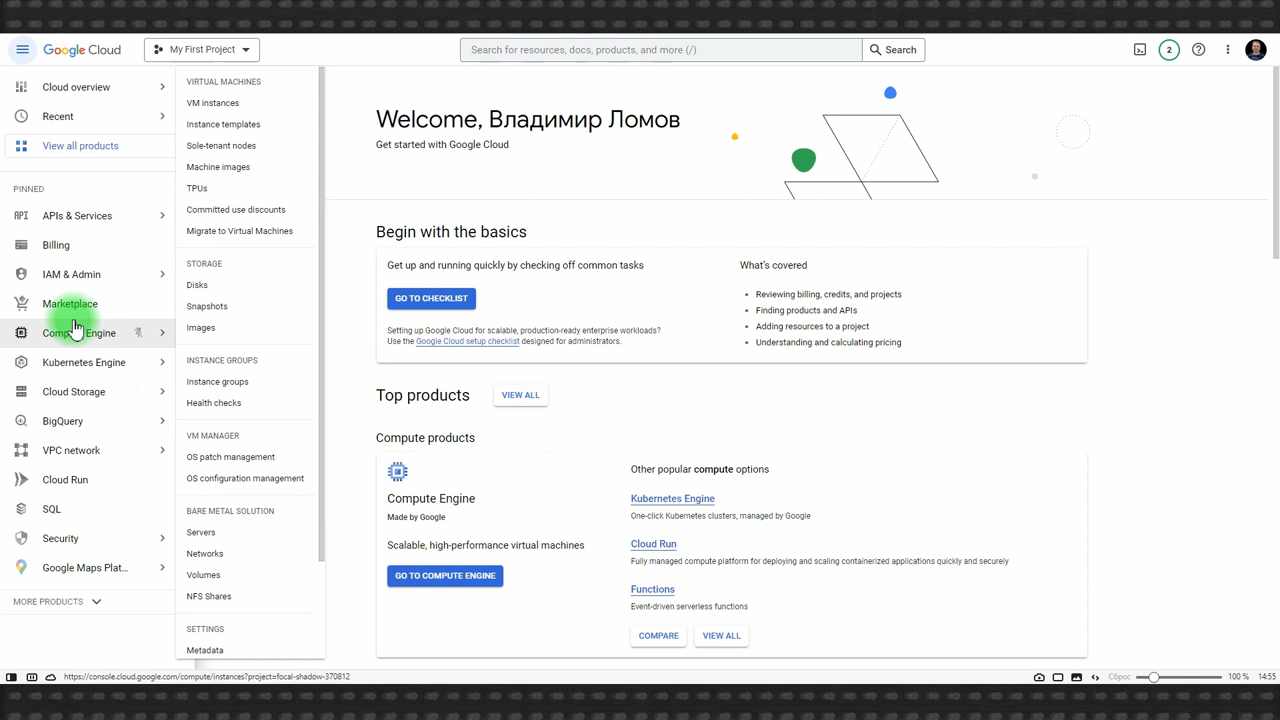 Google Cloud
My First Project
Search for resources, docs, products, and more (/)
Search
2
Cloud overview
Recent
View all products
PINNED
API
APIs & Services
Billing
IAM & Admin
Marketplace
Compute Engine
Kubernetes Engine
Cloud Storage
BigQuery
VPC network
Cloud Run
SQL
Security
Google Maps Plat...
MORE PRODUCTS
VIRTUAL MACHINES
VM instances
Instance templates
Sole-tenant nodes
Machine images
TPUs
Committed use discounts
Migrate to Virtual Machines
STORAGE
Disks
Snapshots
Images
INSTANCE GROUPS
Instance groups
Health checks
VM MANAGER
OS patch management
OS configuration management
BARE METAL SOLUTION
Servers
Networks
Volumes
NFS Shares
SETTINGS
Metadata
Welcome, Владимир Ломов
Get started with Google Cloud
Begin with the basics
Get up and running quickly by checking off common tasks
GO TO CHECKLIST
Setting up Google Cloud for scalable, production-ready enterprise workloads?
Use the Google Cloud setup checklist designed for administrators.
What's covered
• Reviewing billing, credits, and projects
• Finding products and APIs
• Adding resources to a project
• Understanding and calculating pricing
Top products
VIEW ALL
Compute products
Compute Engine
Made by Google
Scalable, high-performance virtual machines
GO TO COMPUTE ENGINE
Other popular compute options
Kubernetes Engine
One-click Kubernetes clusters, managed by Google
Cloud Run
Fully managed compute platform for deploying and scaling containerized applications quickly and securely
Functions
Event-driven serverless functions
COMPARE
VIEW ALL
https://console.cloud.google.com/compute/instances?project=focal-shadow-370812
Сброс
100 %
14:55